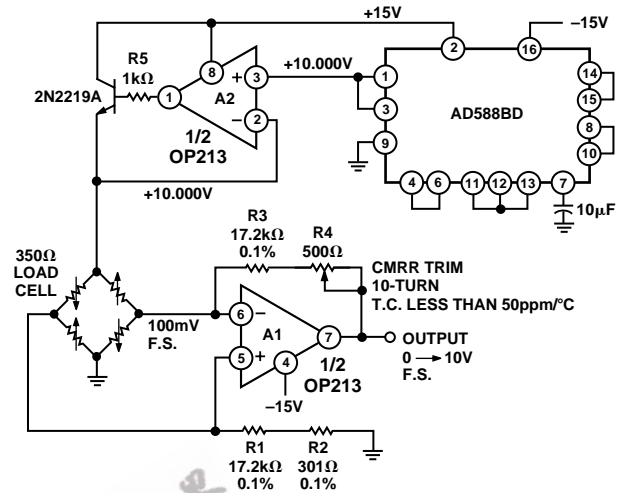 +15V
–15V
R5
1kΩ
+10.000V
2N2219A
8
+
3
A2
1
–
2
1/2
OP213
+10.000V
2
16
1
3
9
14
15
8
10
AD588BD
4
6
11
12
13
7
10µF
350Ω
LOAD
CELL
R3
17.2kΩ
0.1%
R4
500Ω
CMRR TRIM
10-TURN
T.C. LESS THAN 50ppm/°C
100mV
F.S.
6
–
A1
5
+
7
4
1/2
OP213
–15V
OUTPUT
0 → 10V
F.S.
R1
17.2kΩ
0.1%
R2
301Ω
0.1%